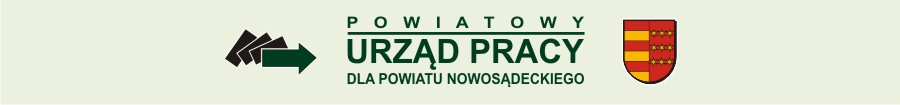 POWIATOWY
URZĄD PRACY
DLA POWIATU NOWOSĄDECKIEGO